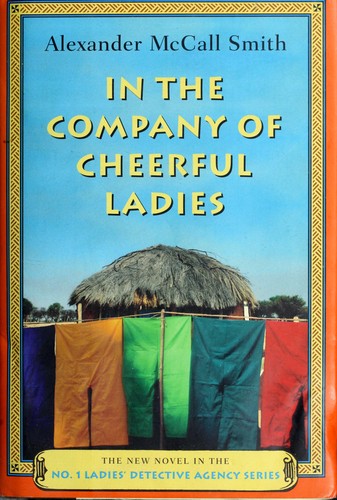 Alexander McCall Smith
IN THE
COMPANY OF
CHEERFUL
LADIES
THE NEW NOVEL IN THE
NO. 1 LADIES' DETECTIVE AGENCY SERIES